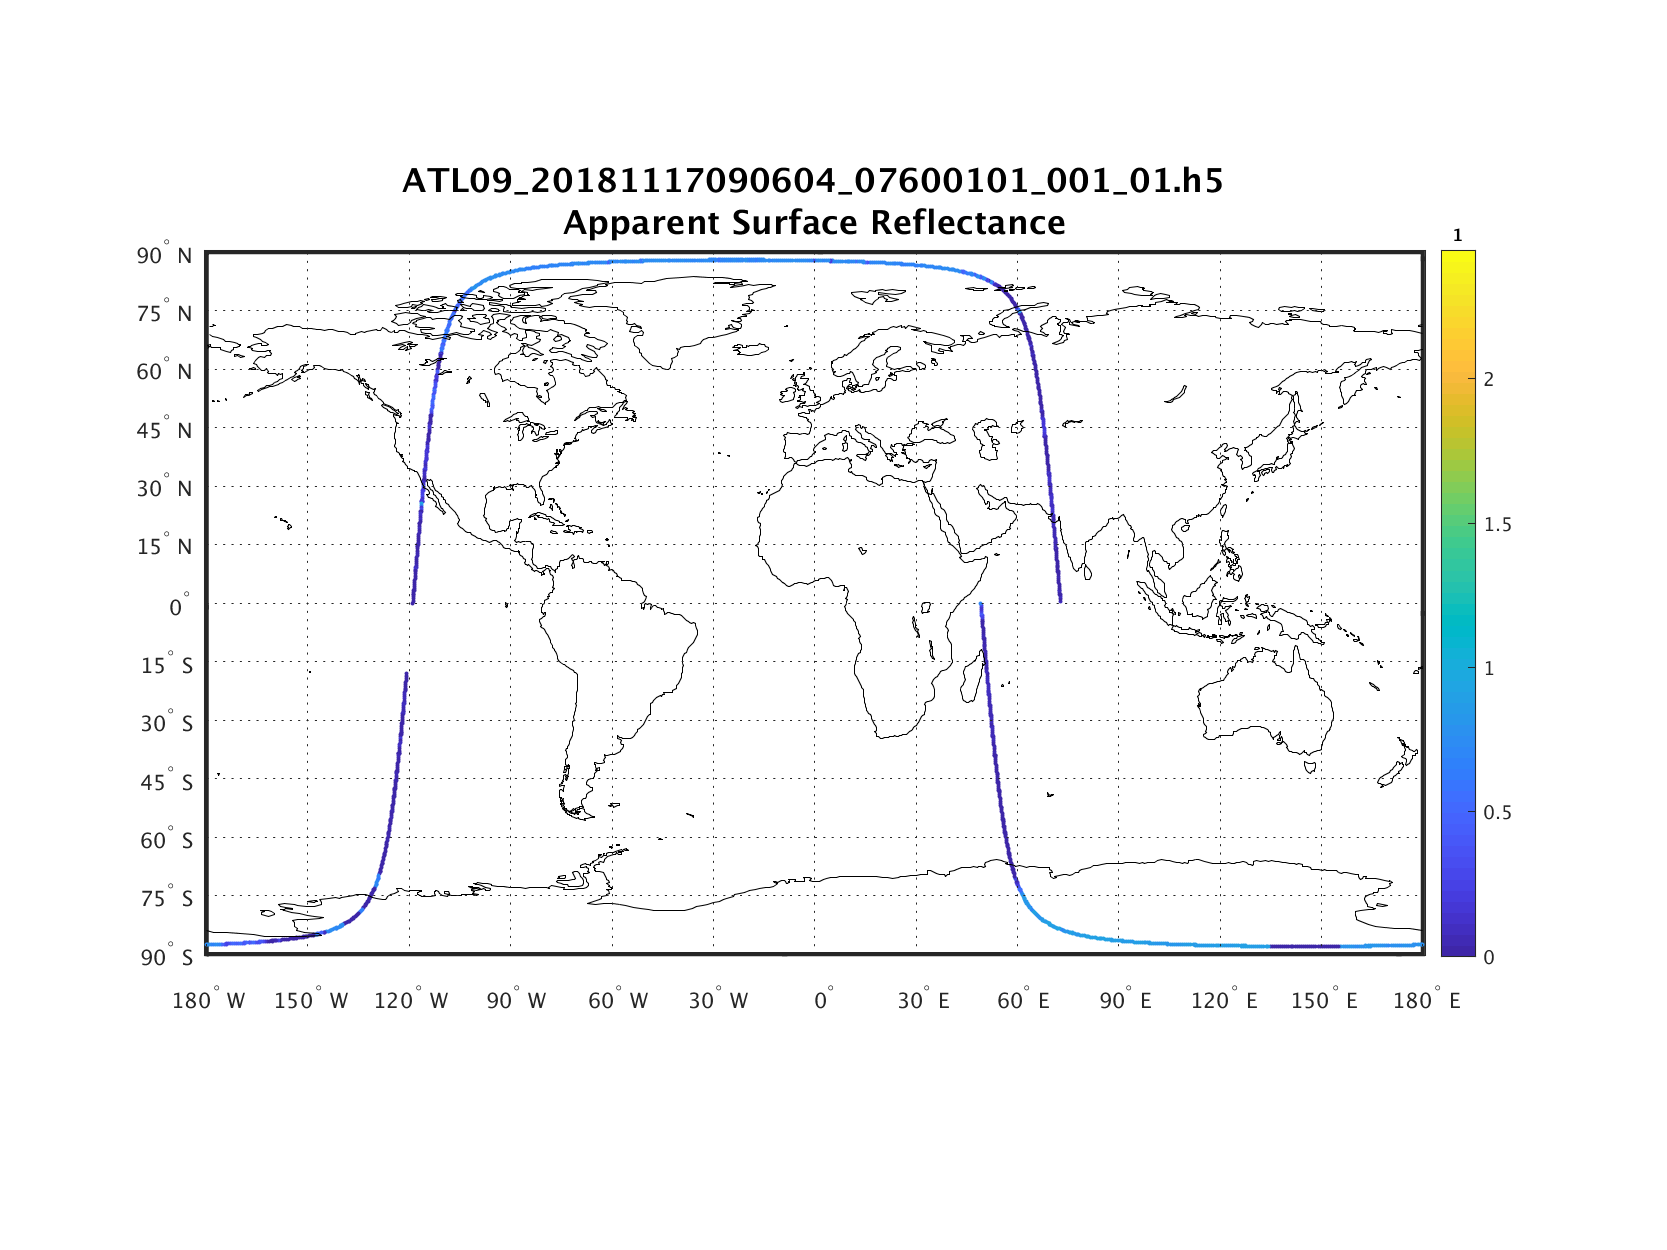 ATL09_20181117090604_07600101_001_01.h5
Apparent Surface Reflectance
1
90° N
75° N
60° N
45° N
30° N
15° N
0°
15° S
30° S
45° S
60° S
75° S
90° S
2
1.5
1
0.5
0
180° W 150° W 120° W 90° W 60° W 30° W 0° 30° E 60° E 90° E 120° E 150° E 180° E